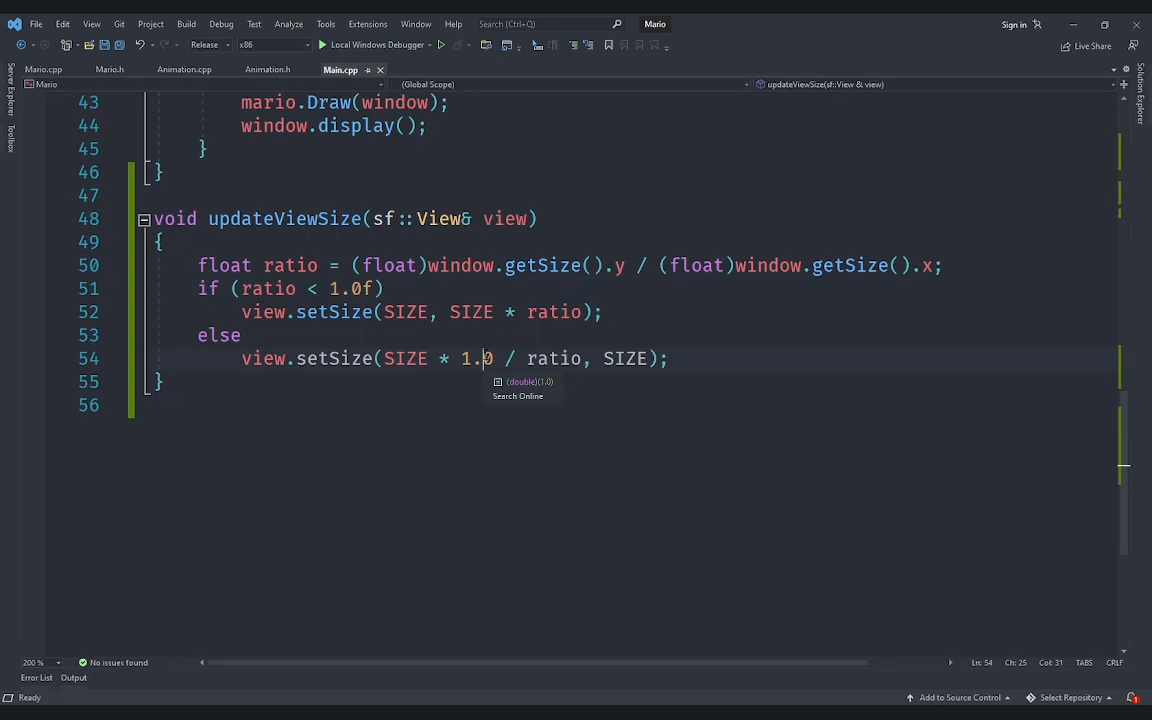 File Edit View Git Project Build Debug Test Analyze Tools Extensions Window Help Search (Ctrl+Q) Mario Sign in
Release x86 Local Windows Debugger Live Share
Mario.cpp Mario.h Animation.cpp Animation.h Main.cpp
Mario (Global Scope) updateViewSize(sf::View & view)
Server Explorer
Toolbox
Solution Explorer
43 mario.Draw(window);
44 window.display();
45 }
46 }
47
48 void updateViewSize(sf::View& view)
49 {
50 float ratio = (float)window.getSize().y / (float)window.getSize().x;
51 if (ratio < 1.0f)
52 view.setSize(SIZE, SIZE * ratio);
53 else
54 view.setSize(SIZE * 1.0 / ratio, SIZE);
55 }
56
(double)(1.0)
Search Online
200 % No issues found Ln: 54 Ch: 25 Col: 31 TABS CRLF
Error List Output
Ready Add to Source Control Select Repository 1